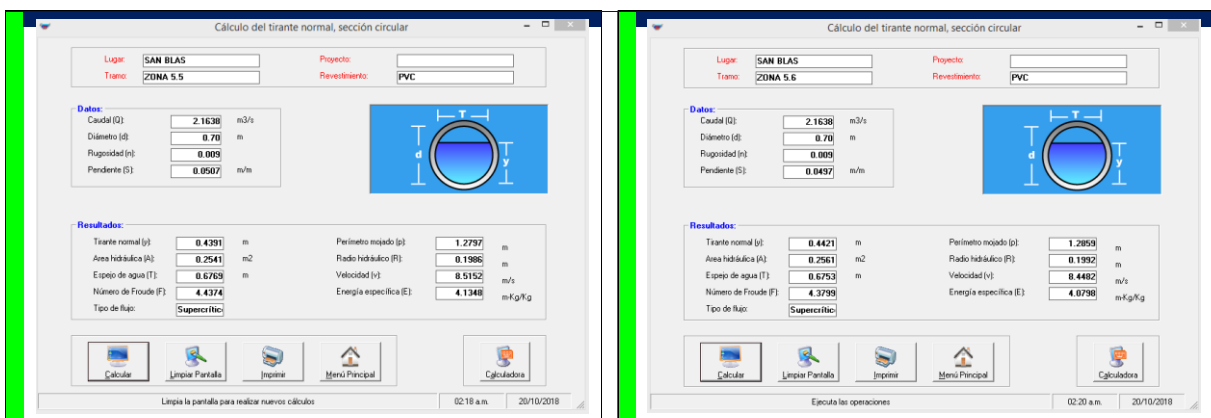 Cálculo del tirante normal, sección circular
Lugar: SAN BLAS Proyecto:
Tramo: ZONA 5.5 Revestimiento: PVC
Datos:
Caudal (Q): 2.1638 m3/s
Diámetro (d): 0.70 m
Rugosidad (n): 0.009
Pendiente (S): 0.0507 m/m
T
d
y
Resultados:
Tirante normal (y): 0.4391 m Perímetro mojado (p): 1.2797 m
Area hidráulica (A): 0.2541 m2 Radio hidráulico (R): 0.1986 m
Espejo de agua (T): 0.6769 m Velocidad (v): 8.5152 m/s
Número de Froude (F): 4.4374 Energía específica (E): 4.1348 m-Kg/Kg
Tipo de flujo: Supercrític
Calcular Limpiar Pantalla Imprimir Menú Principal Calculadora
Limpia la pantalla para realizar nuevos cálculos 02:18 a.m. 20/10/2018
Cálculo del tirante normal, sección circular
Lugar: SAN BLAS Proyecto:
Tramo: ZONA 5.6 Revestimiento: PVC
Datos:
Caudal (Q): 2.1638 m3/s
Diámetro (d): 0.70 m
Rugosidad (n): 0.009
Pendiente (S): 0.0497 m/m
T
d
y
Resultados:
Tirante normal (y): 0.4421 m Perímetro mojado (p): 1.2859 m
Area hidráulica (A): 0.2561 m2 Radio hidráulico (R): 0.1992 m
Espejo de agua (T): 0.6753 m Velocidad (v): 8.4482 m/s
Número de Froude (F): 4.3799 Energía específica (E): 4.0798 m-Kg/Kg
Tipo de flujo: Supercrític
Calcular Limpiar Pantalla Imprimir Menú Principal Calculadora
Ejecuta las operaciones 02:20 a.m. 20/10/2018